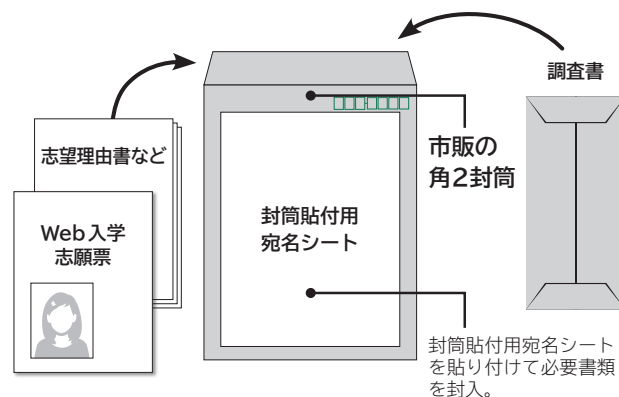 調査書
志望理由書など
市販の
角2封筒
Web入学
志願票
封筒貼付用
宛名シート
封筒貼付用宛名シート
を貼り付けて必要書類
を封入。